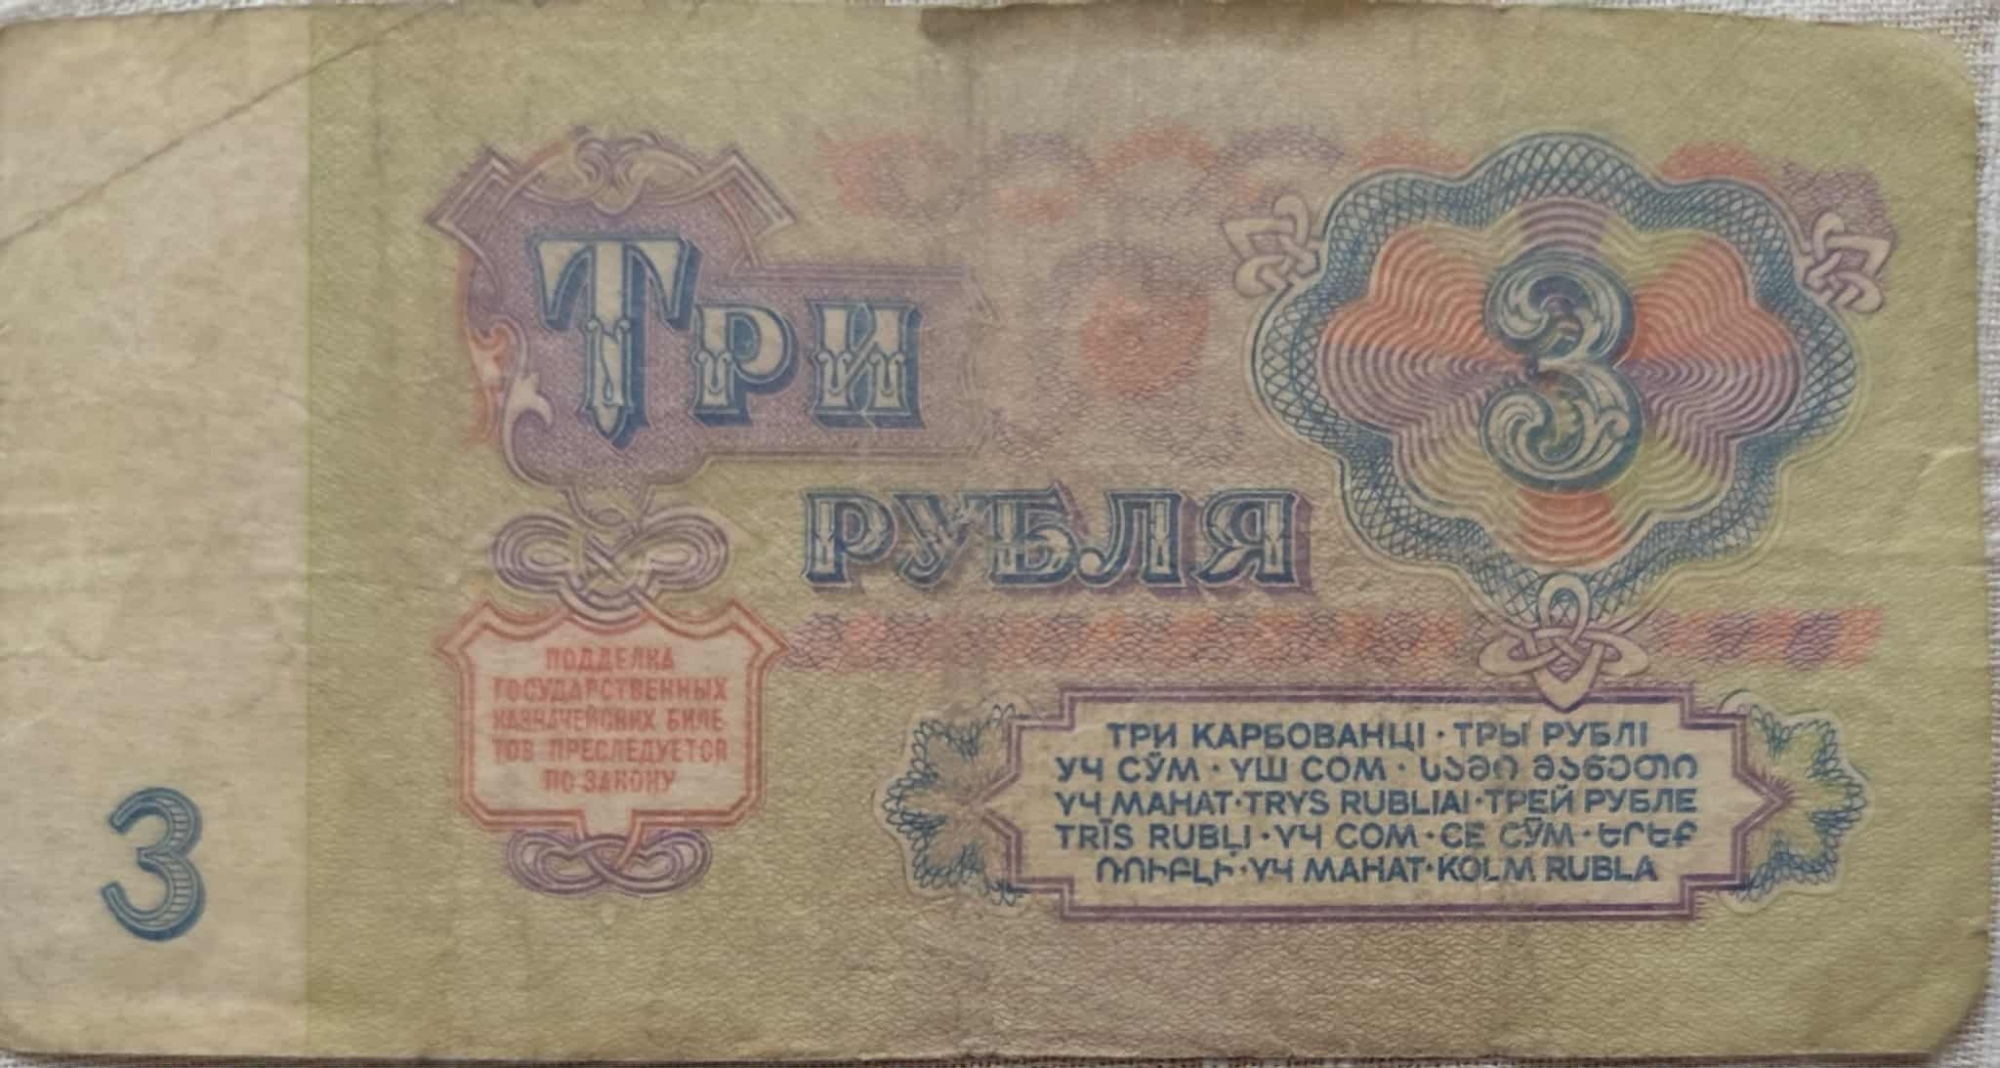 ТРИ
РУБЛЯ
3
ПОДДЕЛКА
ГОСУДАРСТВЕННЫХ
КАЗНАЧЕЙСКИХ БИЛЕ-
ТОВ ПРЕСЛЕДУЕТСЯ
ПО ЗАКОНУ
ТРИ КАРБОВАНЦІ · ТРЫ РУБЛІ
УЧ СЎМ · ҮШ СОМ · ᲡᲐᲛᲘ ᲛᲐᲜᲔᲗᲘ
ҮЧ МАНАТ · TRYS RUBLIAI · ТРЕЙ РУБЛЕ
TRĪS RUBĻI · ҮЧ СОМ · СЕ СӮМ · ԵՐԵՔ
ՌՈՒԲԼԻ · ҮЧ МАНАТ · KOLM RUBLA
3